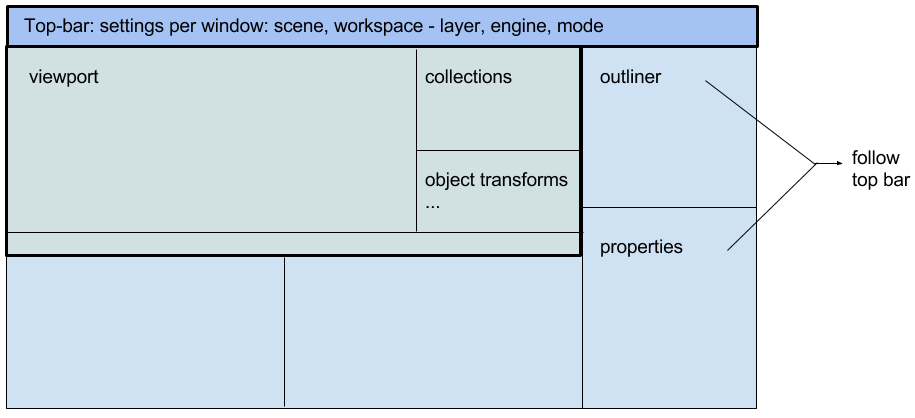 Top-bar: settings per window: scene, workspace - layer, engine, mode
viewport
collections
outliner
follow
top bar
object transforms
...
properties